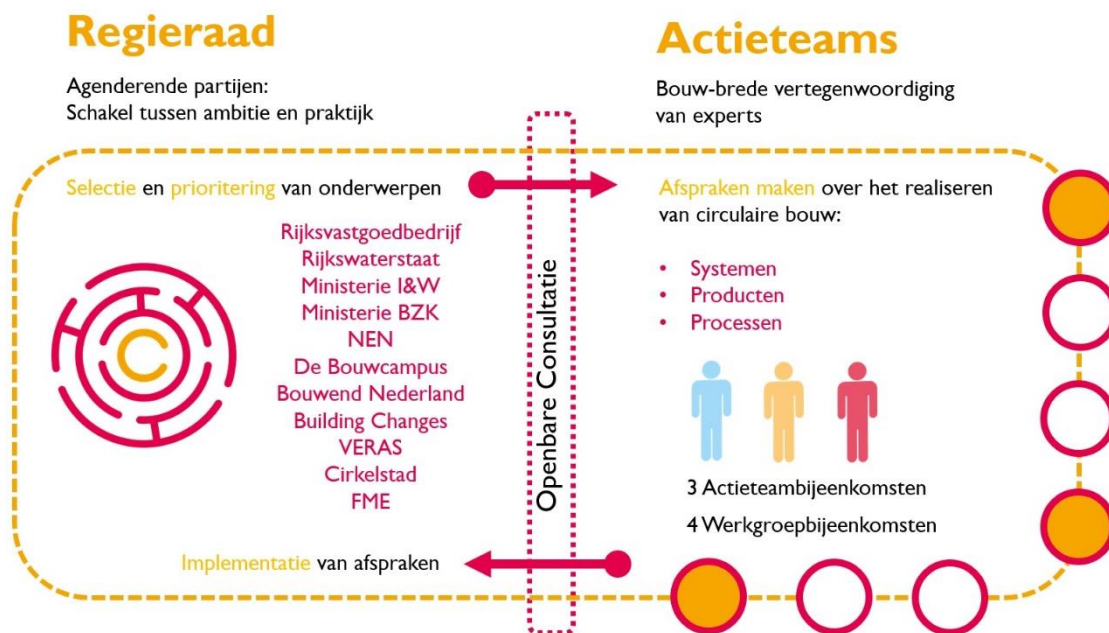 Regieraad
Agenderende partijen:
Schakel tussen ambitie en praktijk
Selectie en prioritering van onderwerpen
Rijksvastgoedbedrijf
Rijkswaterstaat
Ministerie I&W
Ministerie BZK
NEN
De Bouwcampus
Bouwend Nederland
Building Changes
VERAS
Cirkelstad
FME
Implementatie van afspraken
Openbare Consultatie
Actieteams
Bouw-brede vertegenwoordiging
van experts
Afspraken maken over het realiseren
van circulaire bouw:
• Systemen
• Producten
• Processen
3 Actieteambijeenkomsten
4 Werkgroepbijeenkomsten